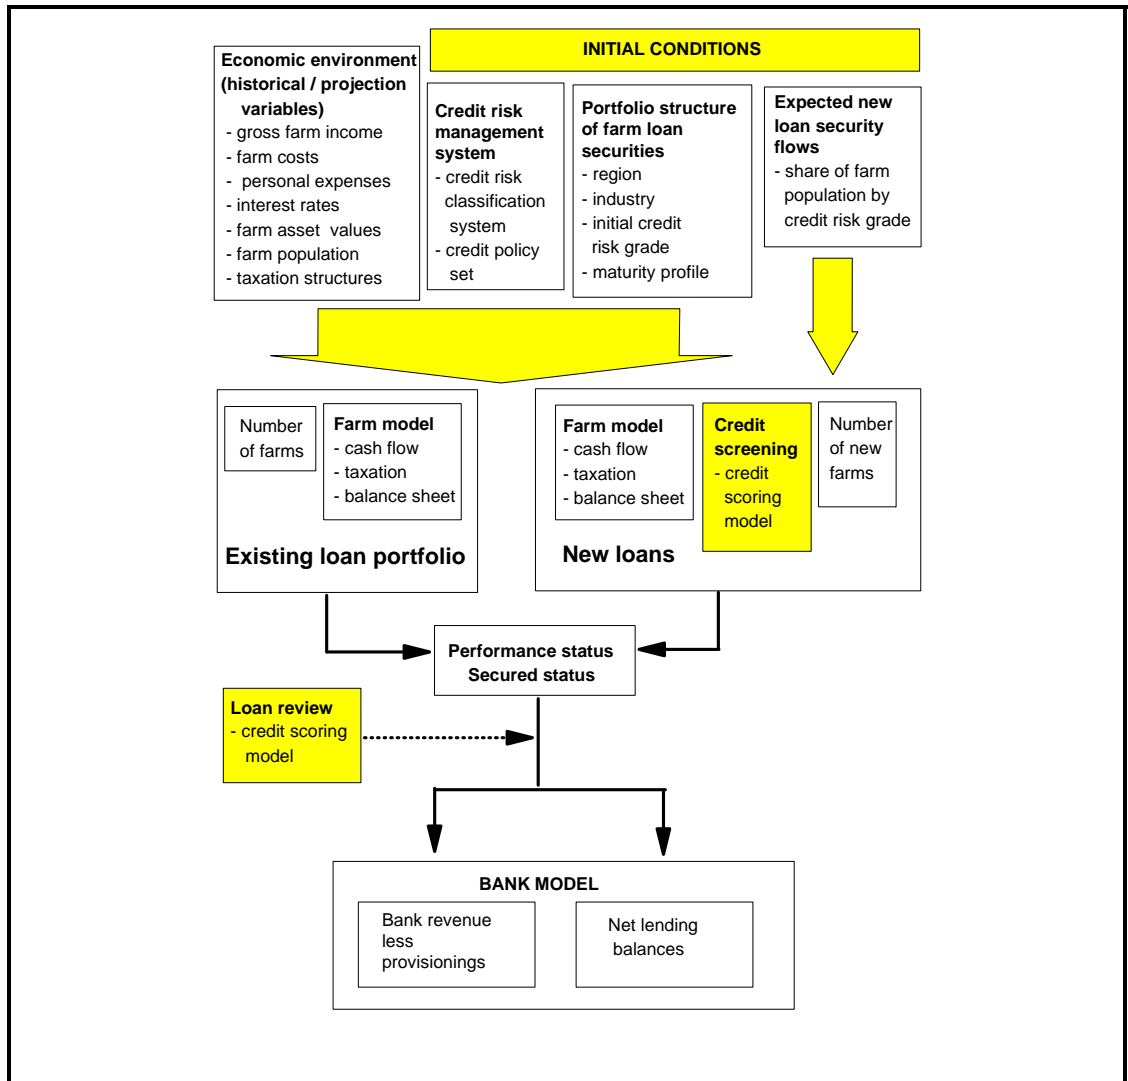 INITIAL CONDITIONS
Economic environment
(historical / projection
variables)
- gross farm income
- farm costs
- personal expenses
- interest rates
- farm asset values
- farm population
- taxation structures
Credit risk
management
system
- credit risk
classification
system
- credit policy
set
Portfolio structure
of farm loan
securities
- region
- industry
- initial credit
risk grade
- maturity profile
Expected new
loan security
flows
- share of farm
population by
credit risk grade
Number
of farms
Farm model
- cash flow
- taxation
- balance sheet
Existing loan portfolio
Farm model
- cash flow
- taxation
- balance sheet
Credit
screening
- credit
scoring
model
Number
of new
farms
New loans
Performance status
Secured status
Loan review
- credit scoring
model
BANK MODEL
Bank revenue
less
provisionings
Net lending
balances